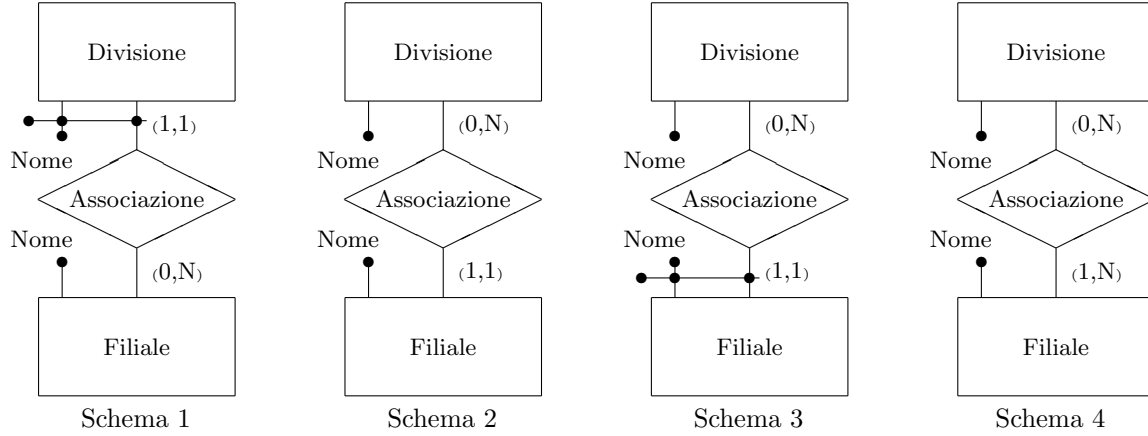 Divisione
(1,1)
Nome
Associazione
Nome
(0,N)
Filiale
Schema 1
Divisione
(0,N)
Nome
Associazione
Nome
(1,1)
Filiale
Schema 2
Divisione
(0,N)
Nome
Associazione
Nome
(1,1)
Filiale
Schema 3
Divisione
(0,N)
Nome
Associazione
Nome
(1,N)
Filiale
Schema 4